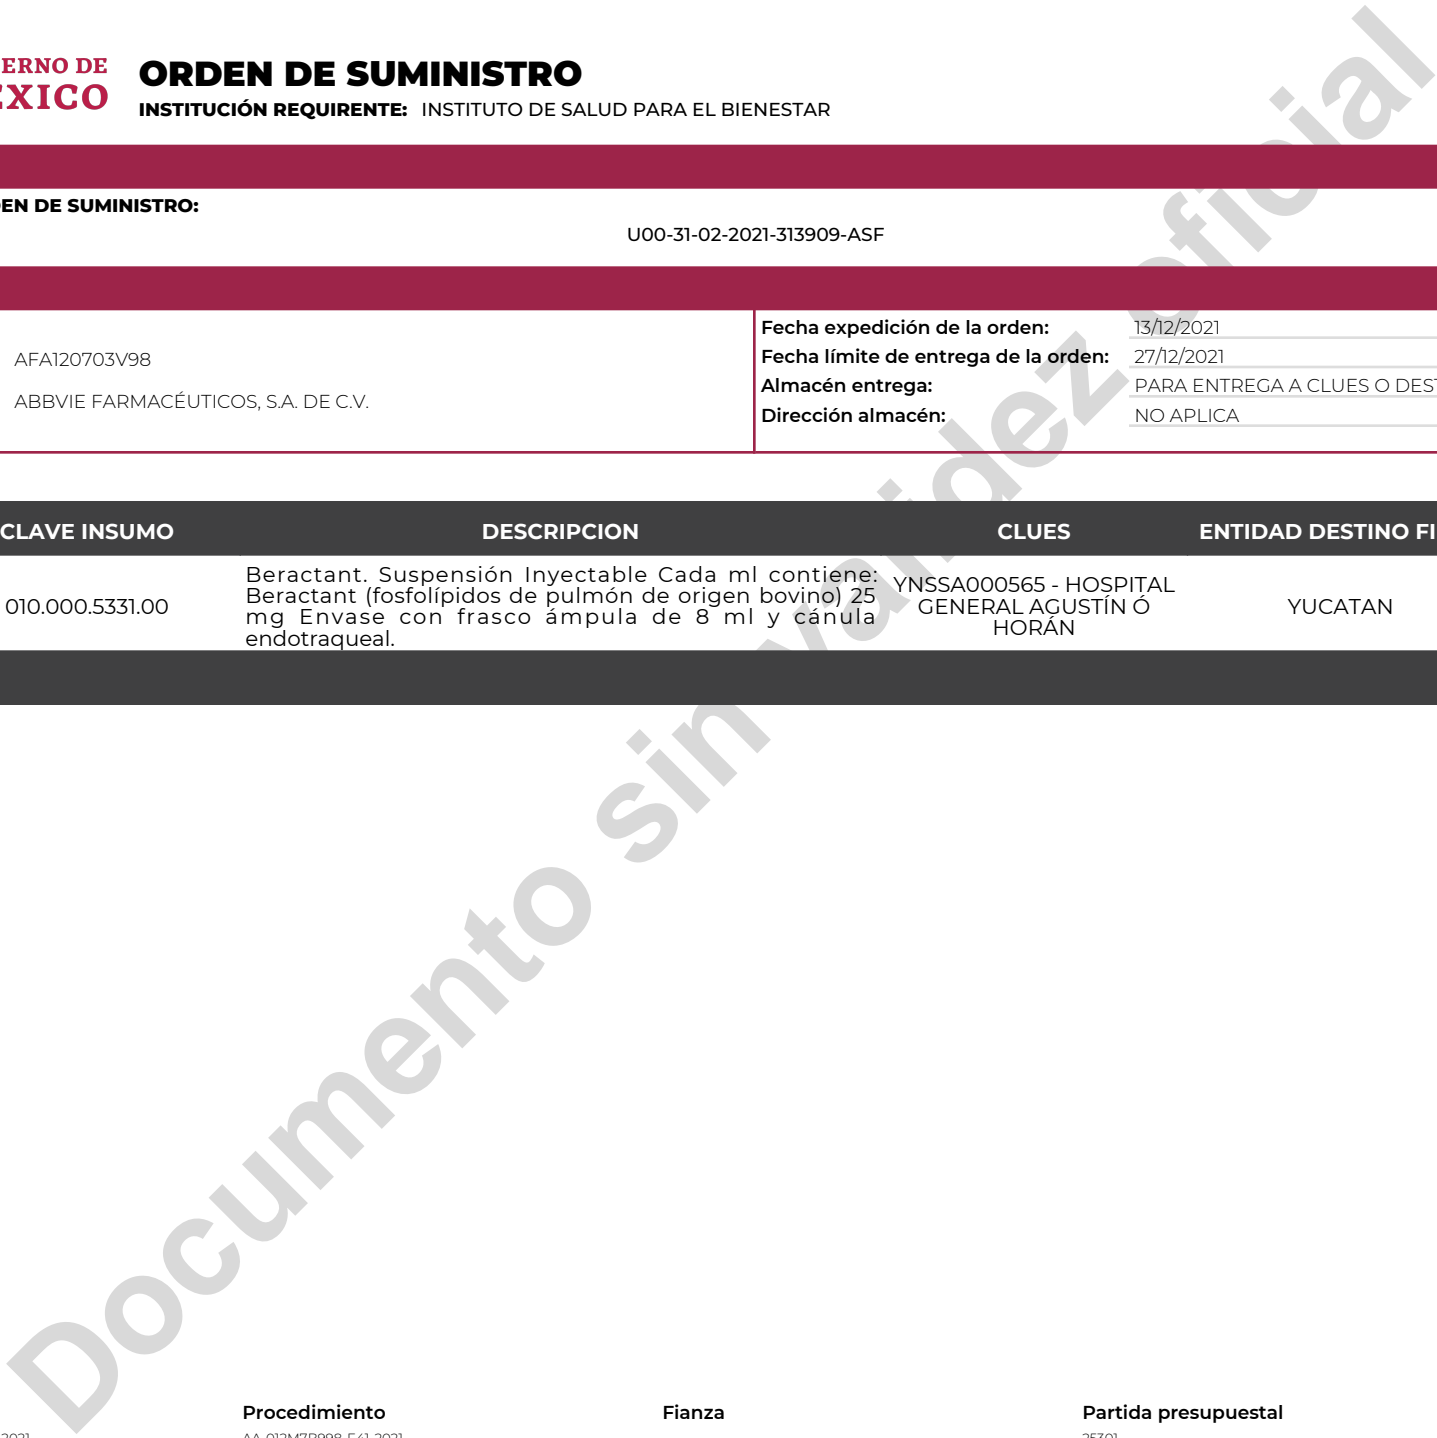 ERNO DE
EXICO
ORDEN DE SUMINISTRO
INSTITUCIÓN REQUIRENTE: INSTITUTO DE SALUD PARA EL BIENESTAR
EN DE SUMINISTRO:
U00-31-02-2021-313909-ASF
AFA120703V98
ABBVIE FARMACÉUTICOS, S.A. DE C.V.
Fecha expedición de la orden: 13/12/2021
Fecha límite de entrega de la orden: 27/12/2021
Almacén entrega: PARA ENTREGA A CLUES O DEST
Dirección almacén: NO APLICA
CLAVE INSUMO DESCRIPCION CLUES ENTIDAD DESTINO FI
010.000.5331.00
Beractant. Suspensión Inyectable Cada ml contiene:
Beractant (fosfolípidos de pulmón de origen bovino) 25
mg Envase con frasco ámpula de 8 ml y cánula
endotraqueal.
YNSSA000565 - HOSPITAL
GENERAL AGUSTÍN Ó
HORÁN
YUCATAN
Documento sin validez oficial
Procedimiento Fianza Partida presupuestal